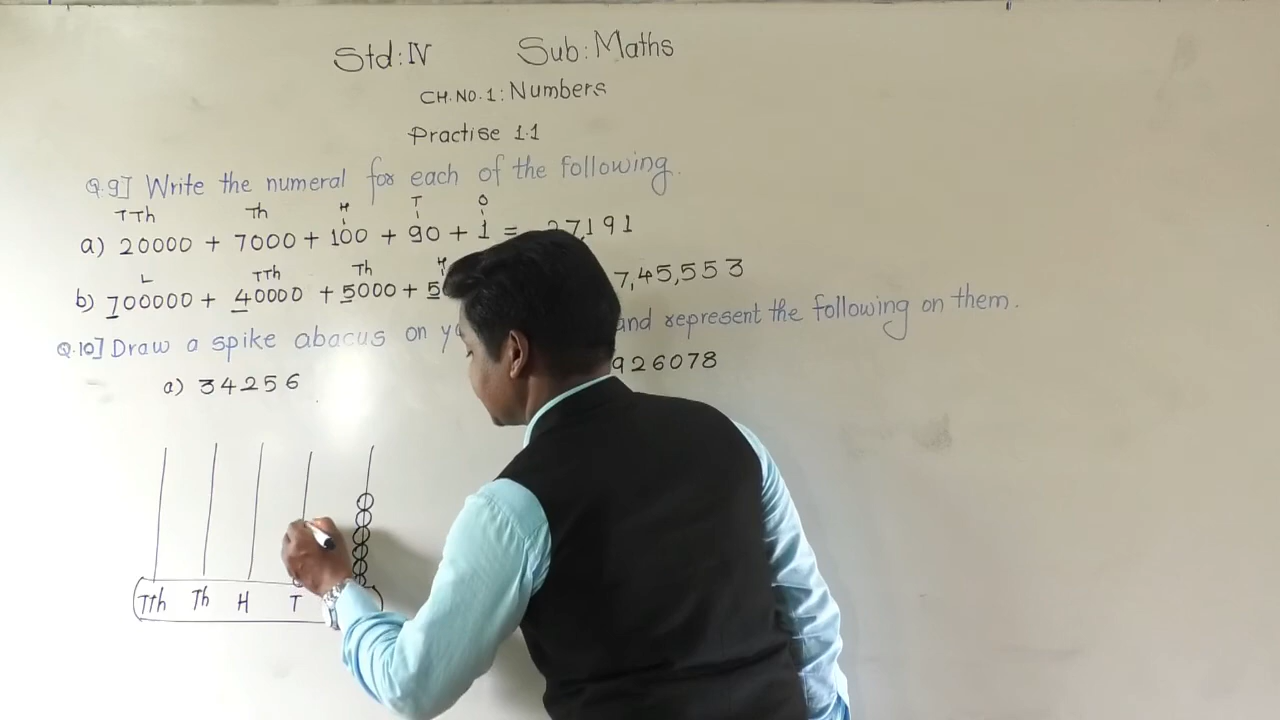 Std: IV Sub: Maths
CH. NO. 1: Numbers
Practise 1.1
Q.9] Write the numeral for each of the following.
TTh Th H T O
a) 20000 + 7000 + 100 + 90 + 1 = 27,191
L TTh Th H
b) 700000 + 40000 + 5000 + 5 7,45,553
Q.10] Draw a spike abacus on and represent the following on them.
a) 34256 926078
TTh Th H T